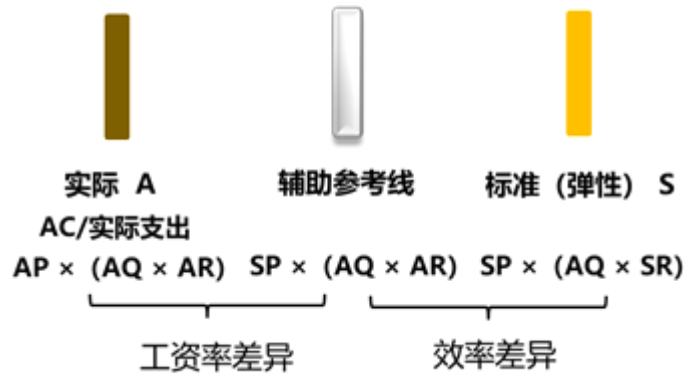 实际 A 辅助参考线 标准（弹性） S
AC/实际支出
AP × (AQ × AR) SP × (AQ × AR) SP × (AQ × SR)
工资率差异 效率差异